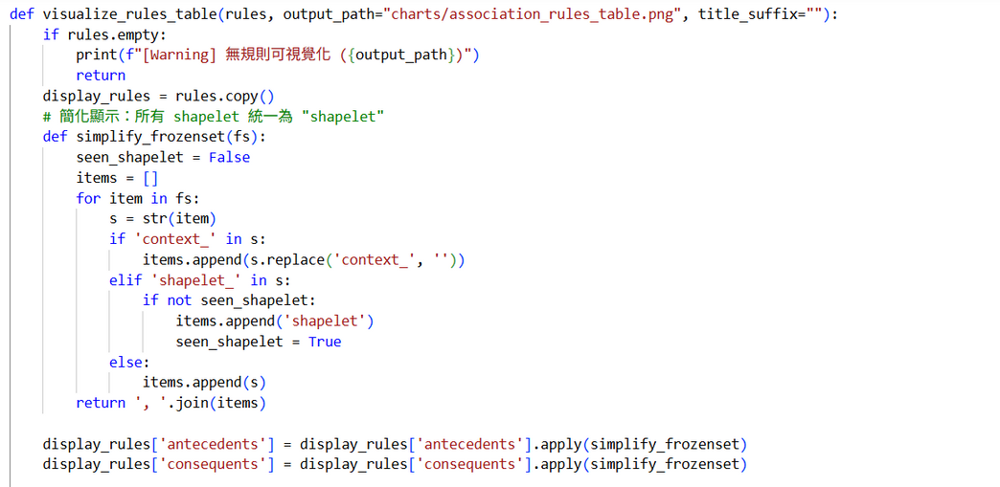 def visualize_rules_table(rules, output_path="charts/association_rules_table.png", title_suffix=""):
    if rules.empty:
        print(f"[Warning] 無規則可視覺化 ({output_path})")
        return
    display_rules = rules.copy()
    # 簡化顯示：所有 shapelet 統一為 "shapelet"
    def simplify_frozenset(fs):
        seen_shapelet = False
        items = []
        for item in fs:
            s = str(item)
            if 'context_' in s:
                items.append(s.replace('context_', ''))
            elif 'shapelet_' in s:
                if not seen_shapelet:
                    items.append('shapelet')
                    seen_shapelet = True
            else:
                items.append(s)
        return ', '.join(items)

    display_rules['antecedents'] = display_rules['antecedents'].apply(simplify_frozenset)
    display_rules['consequents'] = display_rules['consequents'].apply(simplify_frozenset)